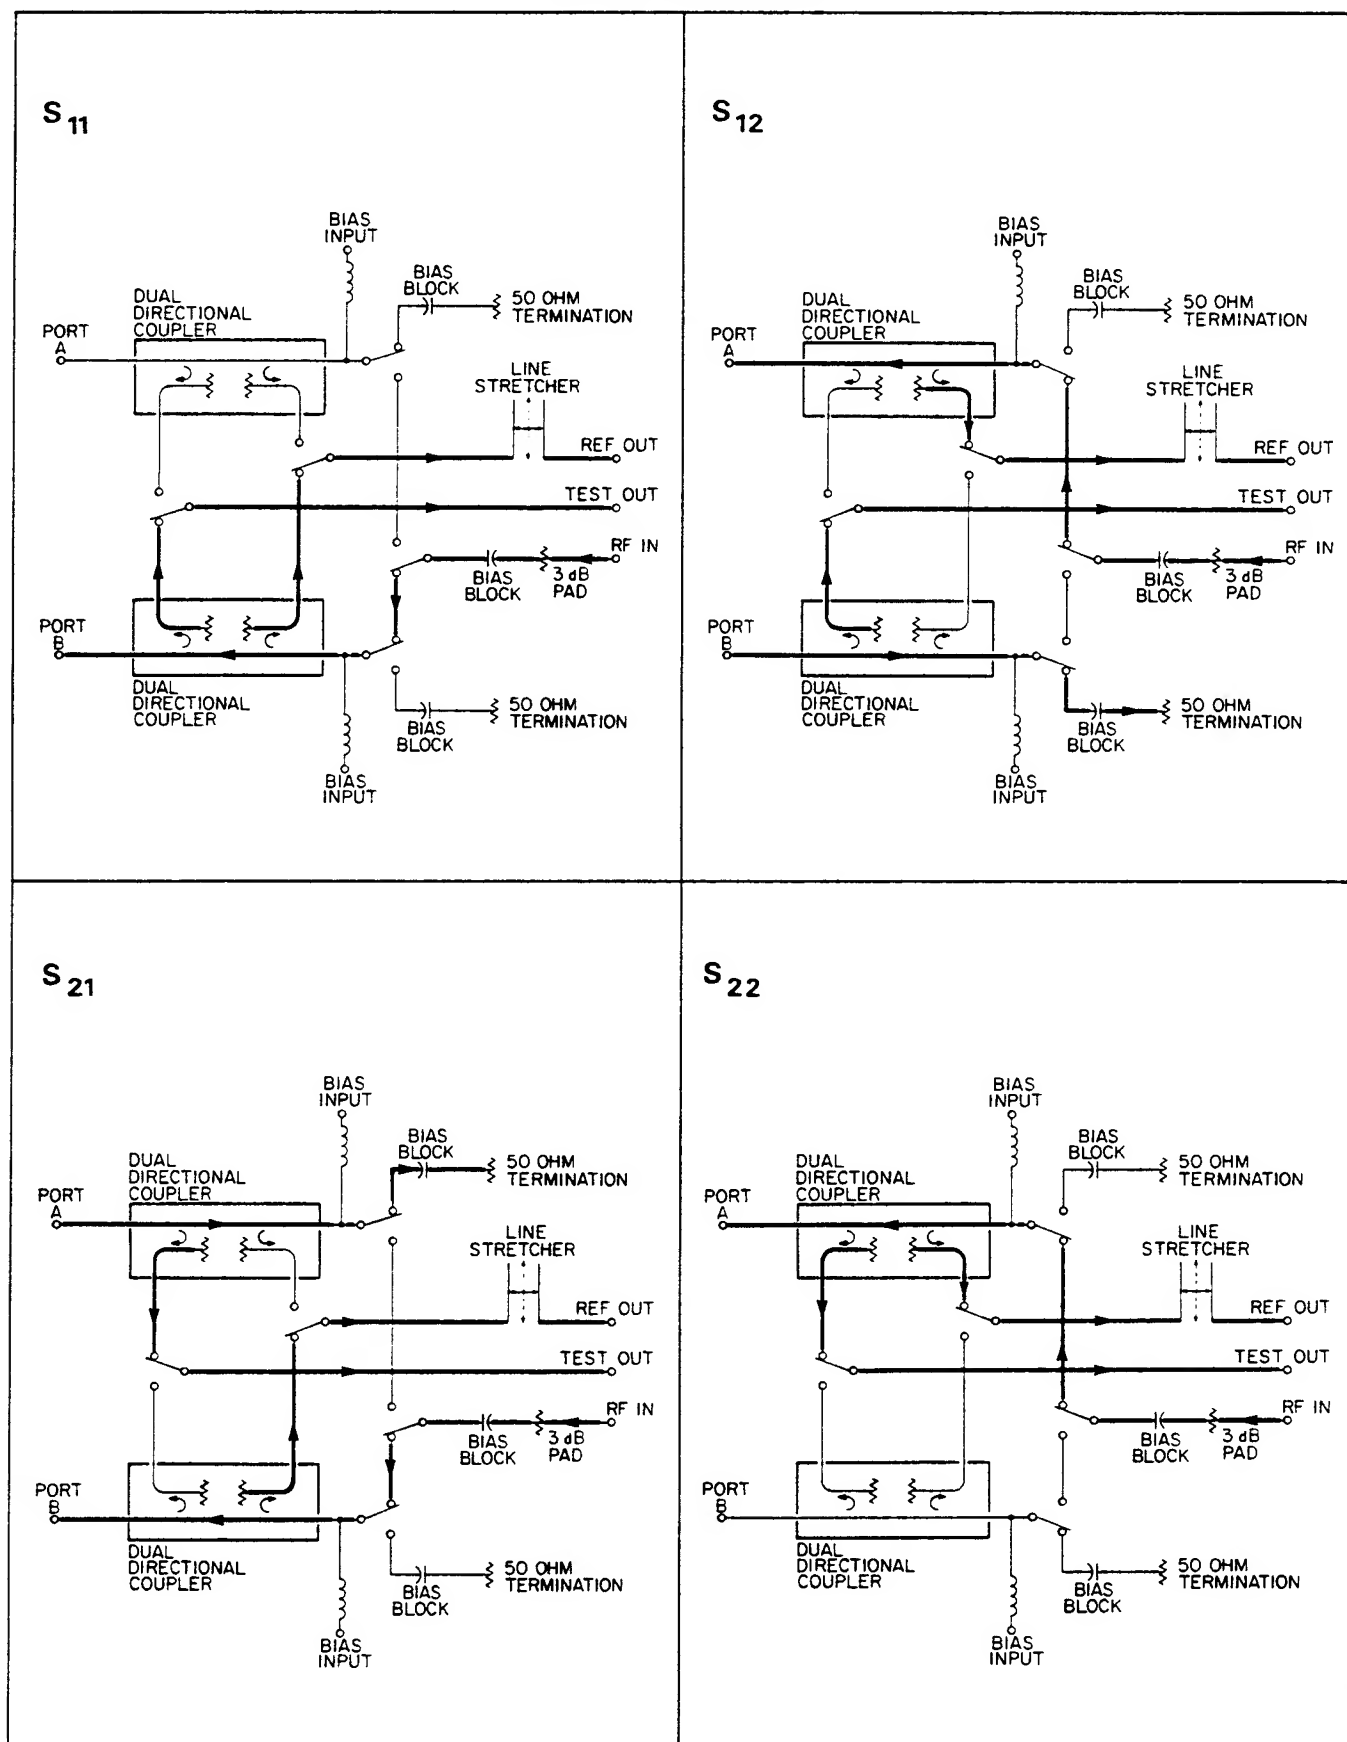 S11
BIAS
INPUT
BIAS
BLOCK
50 OHM
TERMINATION
DUAL
DIRECTIONAL
COUPLER
PORT
A
LINE
STRETCHER
REF OUT
TEST OUT
RF IN
BIAS
BLOCK
3 dB
PAD
PORT
B
DUAL
DIRECTIONAL
COUPLER
50 OHM
TERMINATION
BIAS
BLOCK
BIAS
INPUT
S12
BIAS
INPUT
BIAS
BLOCK
50 OHM
TERMINATION
DUAL
DIRECTIONAL
COUPLER
PORT
A
LINE
STRETCHER
REF OUT
TEST OUT
RF IN
BIAS
BLOCK
3 dB
PAD
PORT
B
DUAL
DIRECTIONAL
COUPLER
50 OHM
TERMINATION
BIAS
BLOCK
BIAS
INPUT
S21
BIAS
INPUT
BIAS
BLOCK
50 OHM
TERMINATION
DUAL
DIRECTIONAL
COUPLER
PORT
A
LINE
STRETCHER
REF OUT
TEST OUT
RF IN
BIAS
BLOCK
3 dB
PAD
PORT
B
DUAL
DIRECTIONAL
COUPLER
50 OHM
TERMINATION
BIAS
BLOCK
BIAS
INPUT
S22
BIAS
INPUT
BIAS
BLOCK
50 OHM
TERMINATION
DUAL
DIRECTIONAL
COUPLER
PORT
A
LINE
STRETCHER
REF OUT
TEST OUT
RF IN
BIAS
BLOCK
3 dB
PAD
PORT
B
DUAL
DIRECTIONAL
COUPLER
50 OHM
TERMINATION
BIAS
BLOCK
BIAS
INPUT